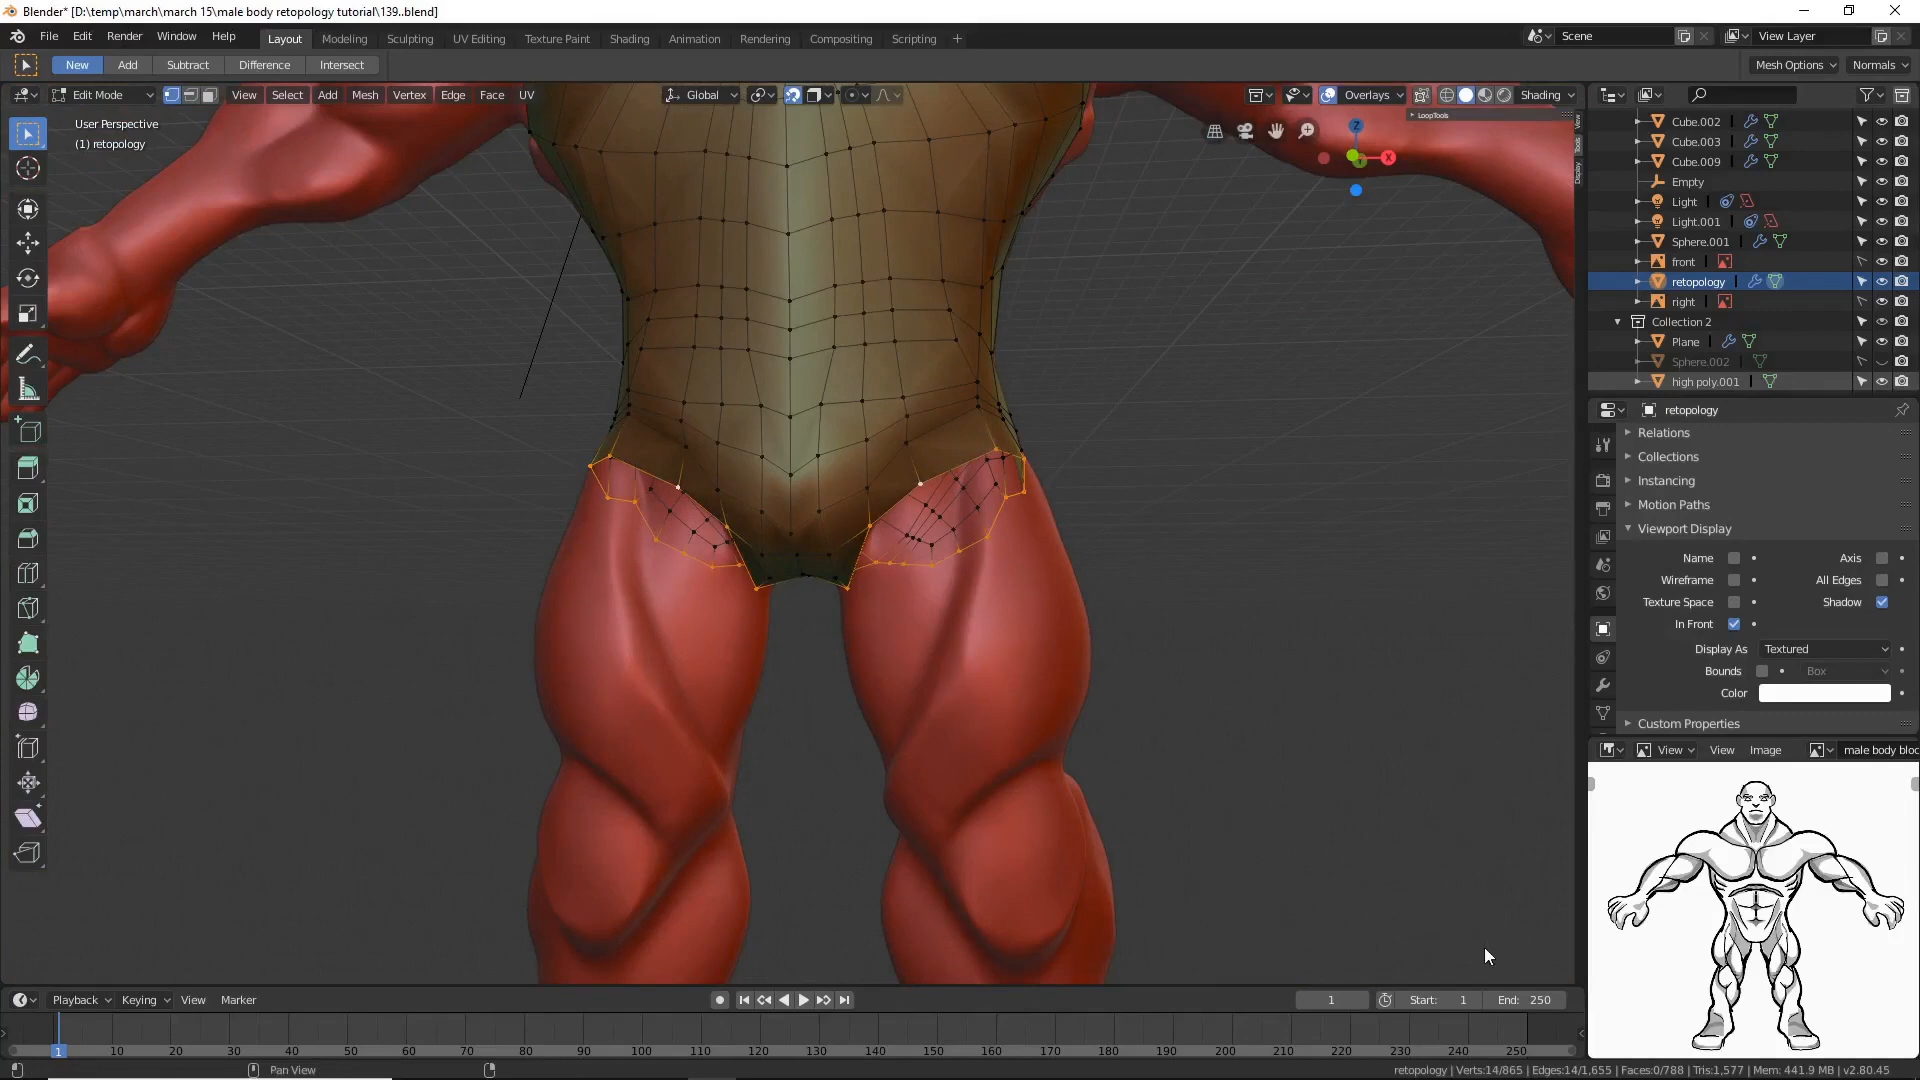 Blender* [D:\temp\march\march 15\male body retopology tutorial\139..blend]
File Edit Render Window Help Layout Modeling Sculpting UV Editing Texture Paint Shading Animation Rendering Compositing Scripting + Scene View Layer
New Add Subtract Difference Intersect Mesh Options Normals
Edit Mode View Select Add Mesh Vertex Edge Face UV Global Overlays Shading
LoopTools
User Perspective
(1) retopology
Z
X
Y
View
Tools
Display
Cube.002
Cube.003
Cube.009
Empty
Light
Light.001
Sphere.001
front
retopology
right
Collection 2
Plane
Sphere.002
high poly.001
retopology
Relations
Collections
Instancing
Motion Paths
Viewport Display
Name Axis
Wireframe All Edges
Texture Space Shadow
In Front
Display As Textured
Bounds Box
Color
Custom Properties
View View Image male body bloc
Playback Keying View Marker 1 Start: 1 End: 250
1 10 20 30 40 50 60 70 80 90 100 110 120 130 140 150 160 170 180 190 200 210 220 230 240 250
Pan View
retopology | Verts:14/865 | Edges:14/1,655 | Faces:0/788 | Tris:1,577 | Mem: 441.9 MB | v2.80.45